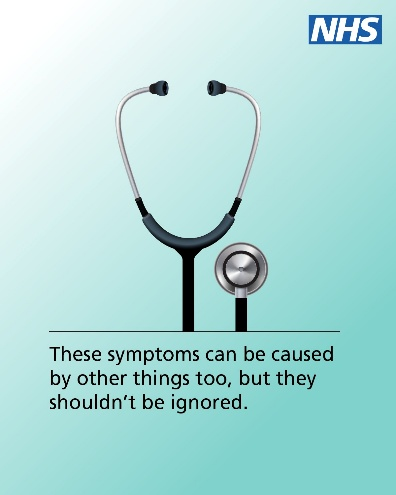 NHS
These symptoms can be caused
by other things too, but they
shouldn’t be ignored.